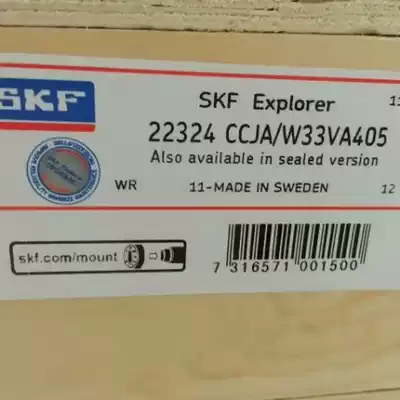 SKF
SKF Explorer
11
22324 CCJA/W33VA405
Also available in sealed version
WR
11-MADE IN SWEDEN
12
skf.com/mount
7 316571 001500